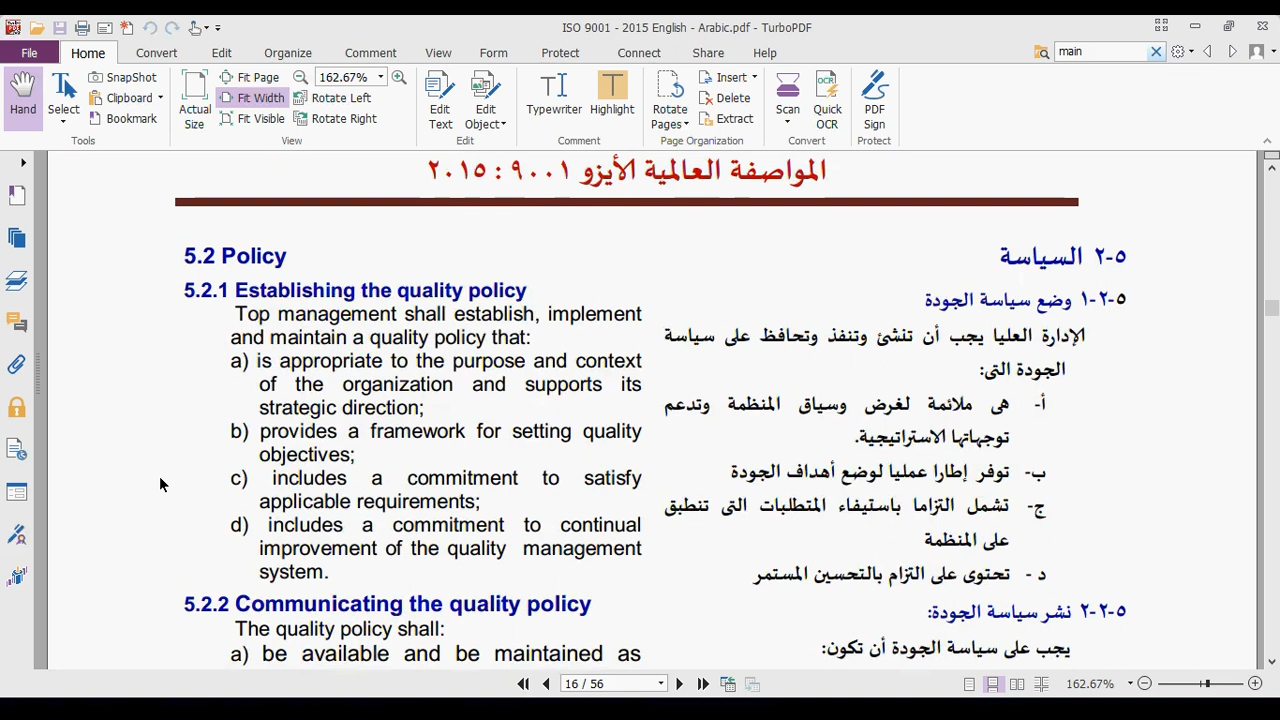 ISO 9001 - 2015 English - Arabic.pdf - TurboPDF
File Home Convert Edit Organize Comment View Form Protect Connect Share Help main
Hand
Select
SnapShot
Clipboard
Bookmark
Tools
Actual Size
Fit Page
Fit Width
Fit Visible
162.67%
Rotate Left
Rotate Right
View
Edit Text
Edit Object
Edit
Typewriter
Highlight
Comment
Rotate Pages
Insert
Delete
Extract
Page Organization
Scan
OCR
Quick OCR
Convert
PDF Sign
Protect
المواصفة العالمية الأيزو ٩٠٠١ : ٢٠١٥
5.2 Policy
5.2.1 Establishing the quality policy
Top management shall establish, implement
and maintain a quality policy that:
a) is appropriate to the purpose and context
of the organization and supports its
strategic direction;
b) provides a framework for setting quality
objectives;
c) includes a commitment to satisfy
applicable requirements;
d) includes a commitment to continual
improvement of the quality management
system.
5.2.2 Communicating the quality policy
The quality policy shall:
a) be available and be maintained as
٥-٢ السياسة
٥-٢-١ وضع سياسة الجودة
الإدارة العليا يجب أن تنشئ وتنفذ وتحافظ على سياسة
الجودة التى:
أ- هى ملائمة لغرض وسياق المنظمة وتدعم
توجهاتها الاستراتيجية.
ب- توفر إطارا عمليا لوضع أهداف الجودة
ج- تشمل التزاما باستيفاء المتطلبات التى تنطبق
على المنظمة
د - تحتوى على التزام بالتحسين المستمر
٥-٢-٢ نشر سياسة الجودة:
يجب على سياسة الجودة أن تكون:
16 / 56
162.67%